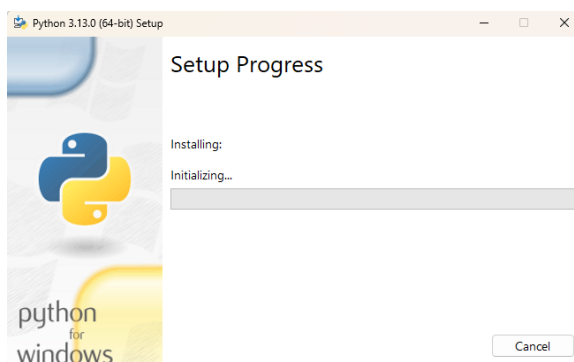 Python 3.13.0 (64-bit) Setup
Setup Progress
Installing:
Initializing...
python
for
windows
Cancel